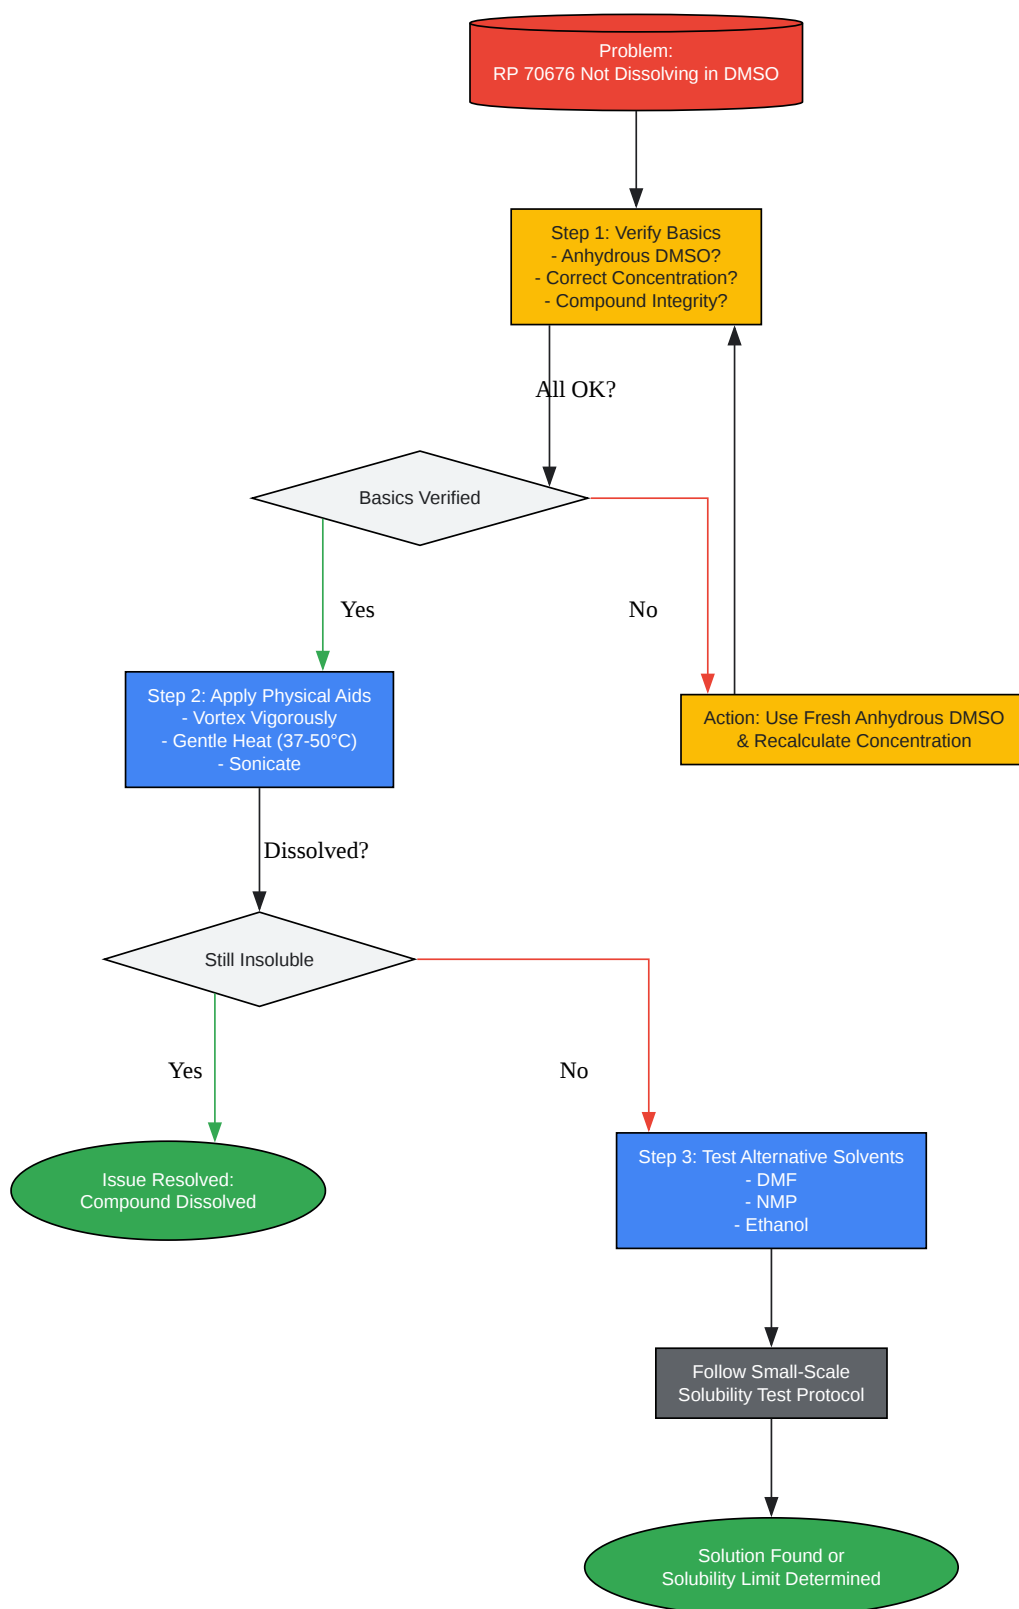 Problem:
RP 70676 Not Dissolving in DMSO
Step 1: Verify Basics
- Anhydrous DMSO?
- Correct Concentration?
- Compound Integrity?
All OK?
Basics Verified
Yes
No
Step 2: Apply Physical Aids
- Vortex Vigorously
- Gentle Heat (37-50°C)
- Sonicate
Action: Use Fresh Anhydrous DMSO
& Recalculate Concentration
Dissolved?
Still Insoluble
Yes
No
Issue Resolved:
Compound Dissolved
Step 3: Test Alternative Solvents
- DMF
- NMP
- Ethanol
Follow Small-Scale
Solubility Test Protocol
Solution Found or
Solubility Limit Determined